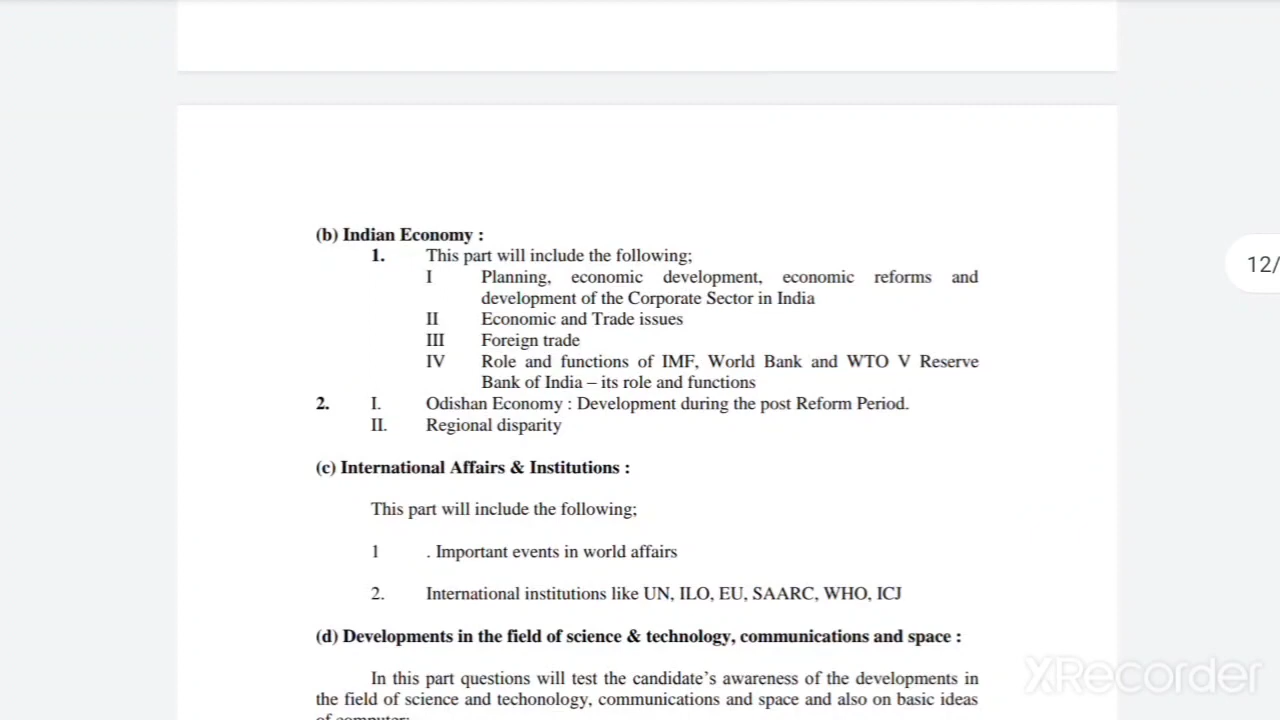 (b) Indian Economy :
1. This part will include the following;
I Planning, economic development, economic reforms and
development of the Corporate Sector in India
II Economic and Trade issues
III Foreign trade
IV Role and functions of IMF, World Bank and WTO V Reserve
Bank of India – its role and functions
2. I. Odishan Economy : Development during the post Reform Period.
II. Regional disparity
(c) International Affairs & Institutions :
This part will include the following;
1 . Important events in world affairs
2. International institutions like UN, ILO, EU, SAARC, WHO, ICJ
(d) Developments in the field of science & technology, communications and space :
In this part questions will test the candidate's awareness of the developments in
the field of science and techonology, communications and space and also on basic ideas
of computer:
12/
XRecorder